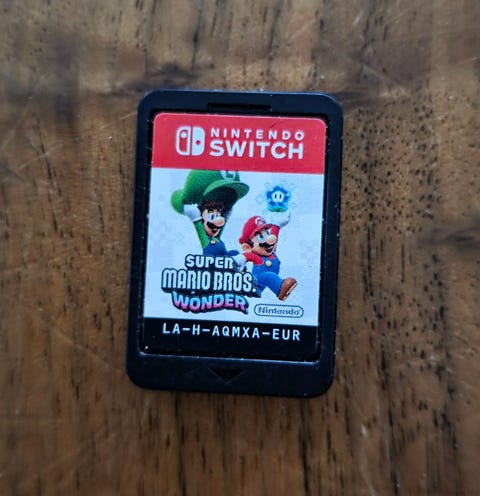 NINTENDO
SWITCH
L
SUPER
MARIO BROS.
WONDER
Nintendo
LA-H-AQMXA-EUR